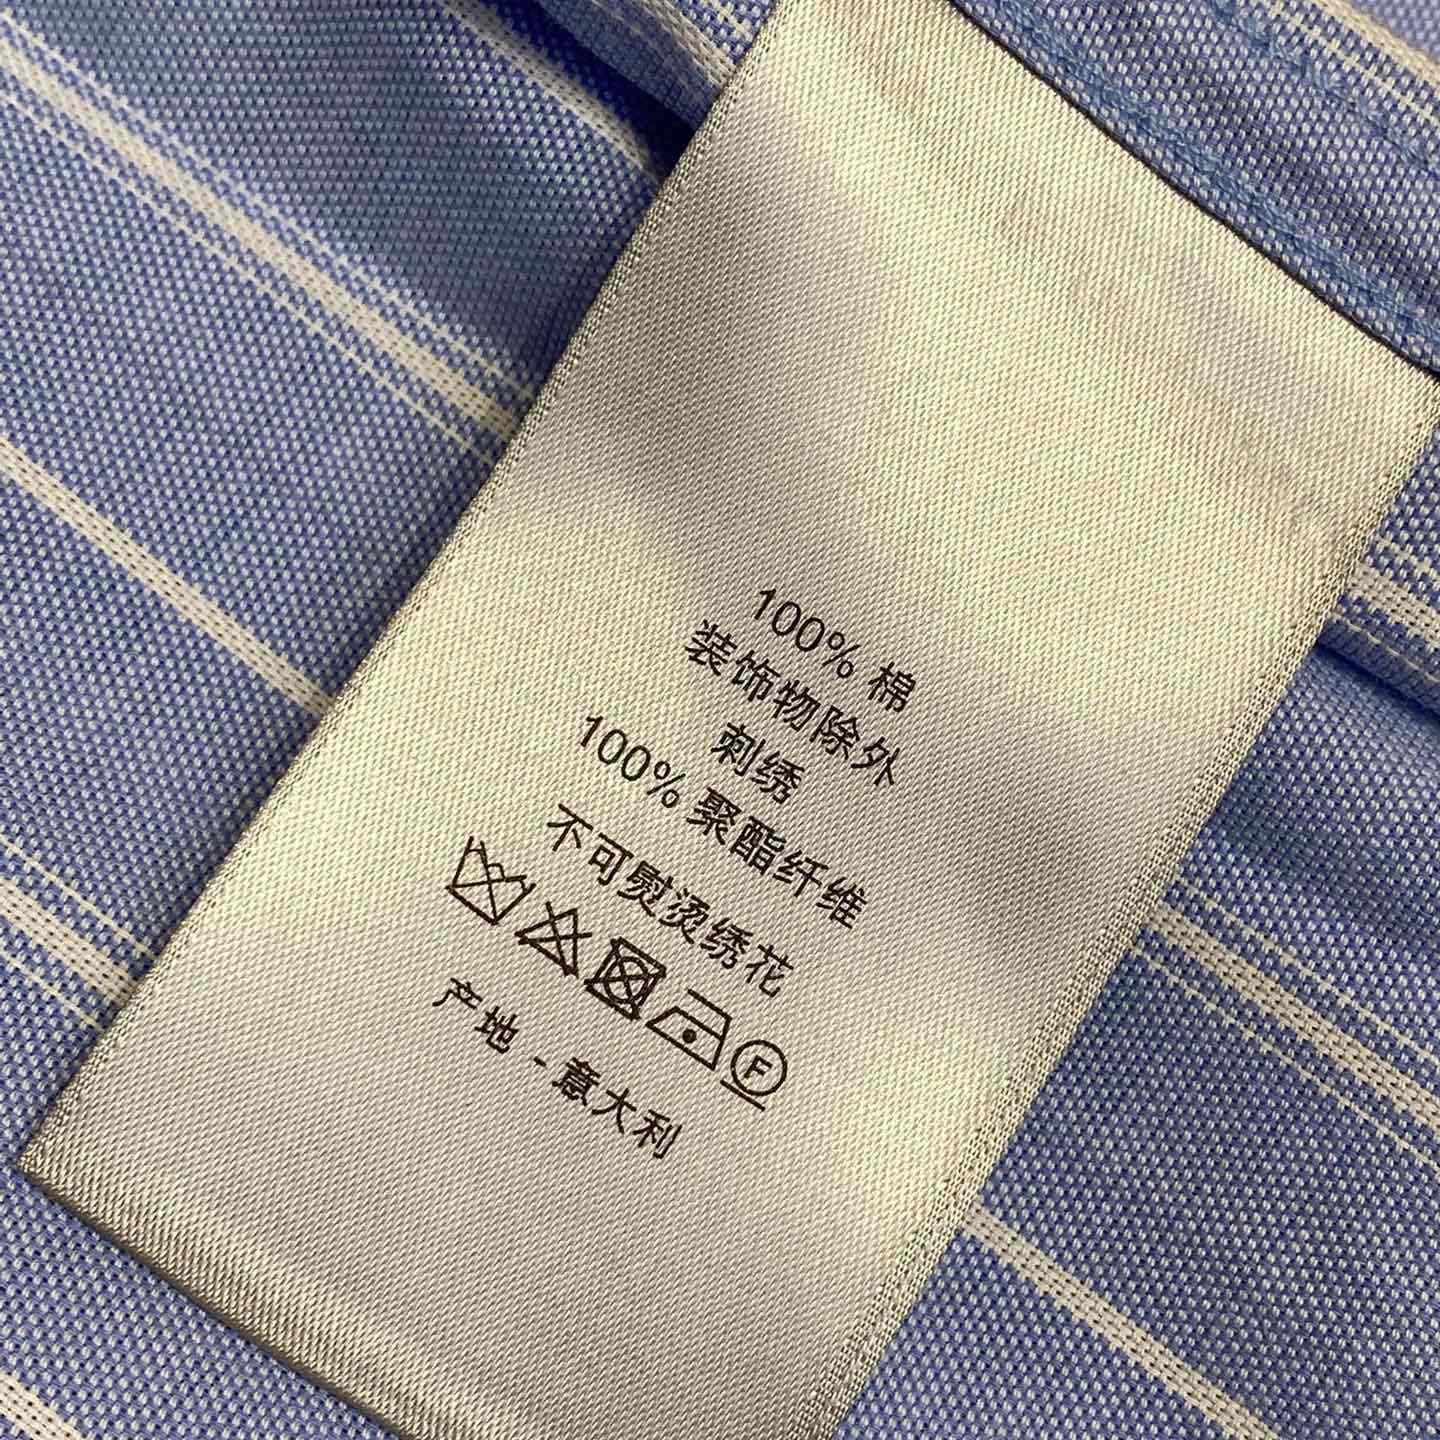 100% 棉
装饰物除外
刺绣
100% 聚酯纤维
不可熨烫绣花
F
产地 - 意大利